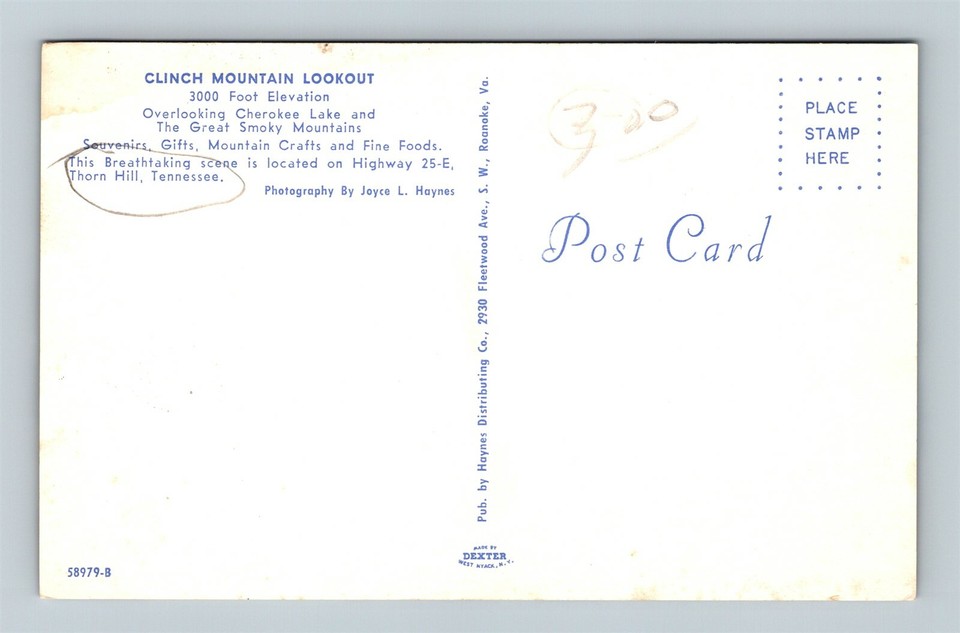 CLINCH MOUNTAIN LOOKOUT
3000 Foot Elevation
Overlooking Cherokee Lake and
The Great Smoky Mountains
Souvenirs, Gifts, Mountain Crafts and Fine Foods.
This Breathtaking scene is located on Highway 25-E,
Thorn Hill, Tennessee.
Photography By Joyce L. Haynes
58979-B
Pub. by Haynes Distributing Co., 2930 Fleetwood Ave., S. W., Roanoke, Va.
MADE BY
DEXTER
WEST NYACK, N. Y.
3-00
PLACE
STAMP
HERE
Post Card